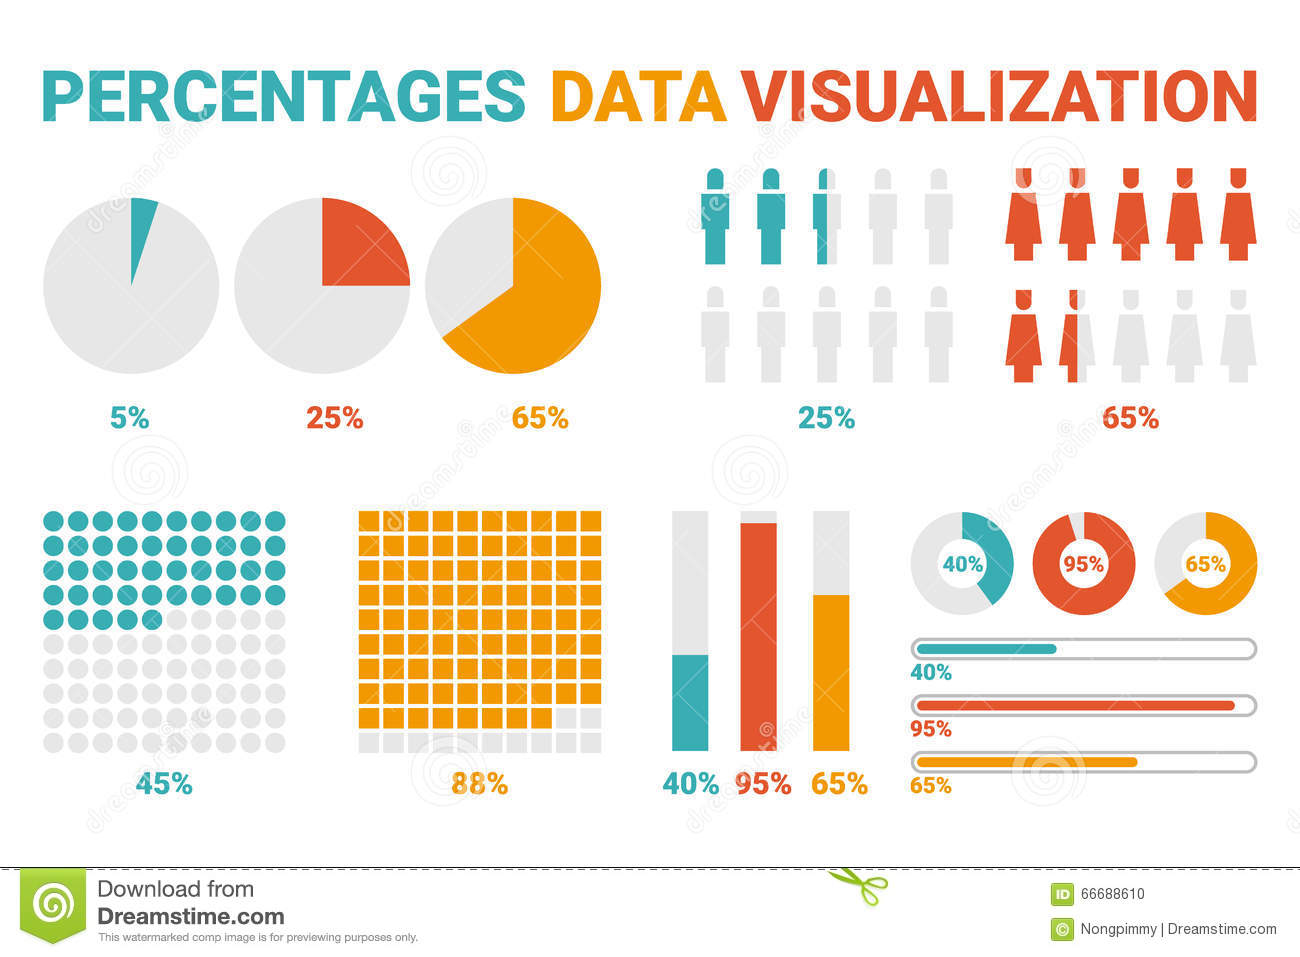 PERCENTAGES DATA VISUALIZATION
5% 25% 65%
25% 65%
45% 88%
40% 95% 65%
40% 95% 65%
40%
95%
65%
Download from
Dreamstime.com
This watermarked comp image is for previewing purposes only.
ID 66688610
© Nongpimmy | Dreamstime.com
dreamstime